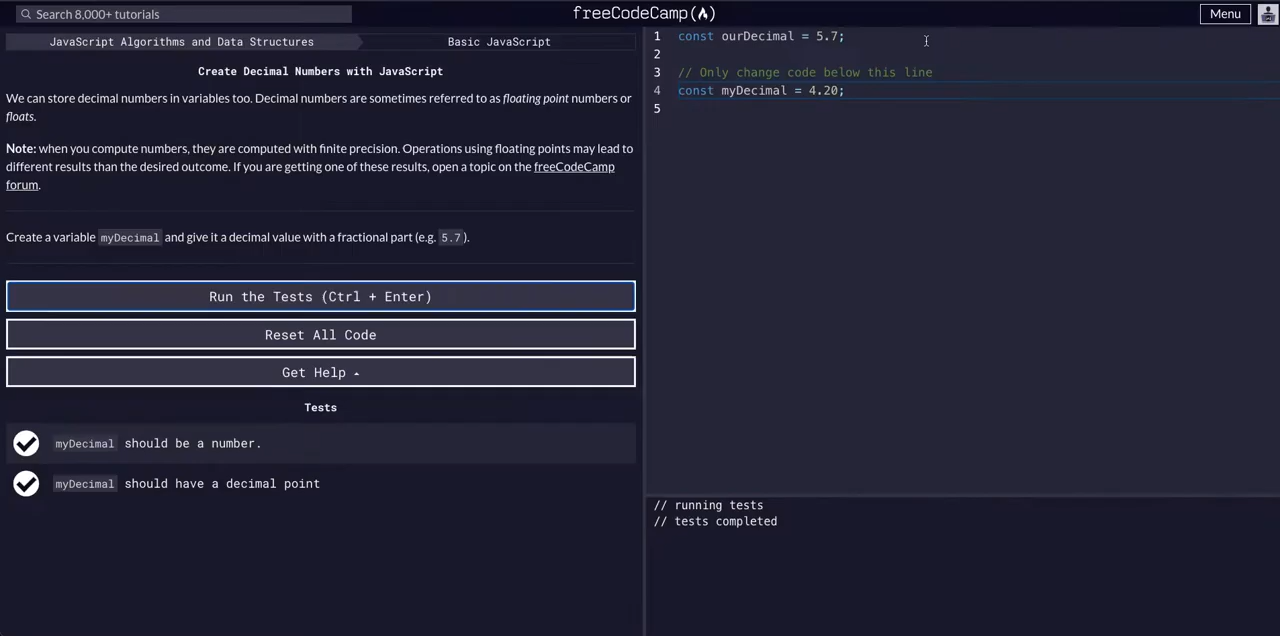 Search 8,000+ tutorials
freeCodeCamp
Menu
JavaScript Algorithms and Data Structures
Basic JavaScript
Create Decimal Numbers with JavaScript
We can store decimal numbers in variables too. Decimal numbers are sometimes referred to as floating point numbers or
floats.
Note: when you compute numbers, they are computed with finite precision. Operations using floating points may lead to
different results than the desired outcome. If you are getting one of these results, open a topic on the freeCodeCamp
forum.
Create a variable myDecimal and give it a decimal value with a fractional part (e.g. 5.7).
Run the Tests (Ctrl + Enter)
Reset All Code
Get Help
Tests
myDecimal should be a number.
myDecimal should have a decimal point
1 const ourDecimal = 5.7;
2
3 // Only change code below this line
4 const myDecimal = 4.20;
5
// running tests
// tests completed